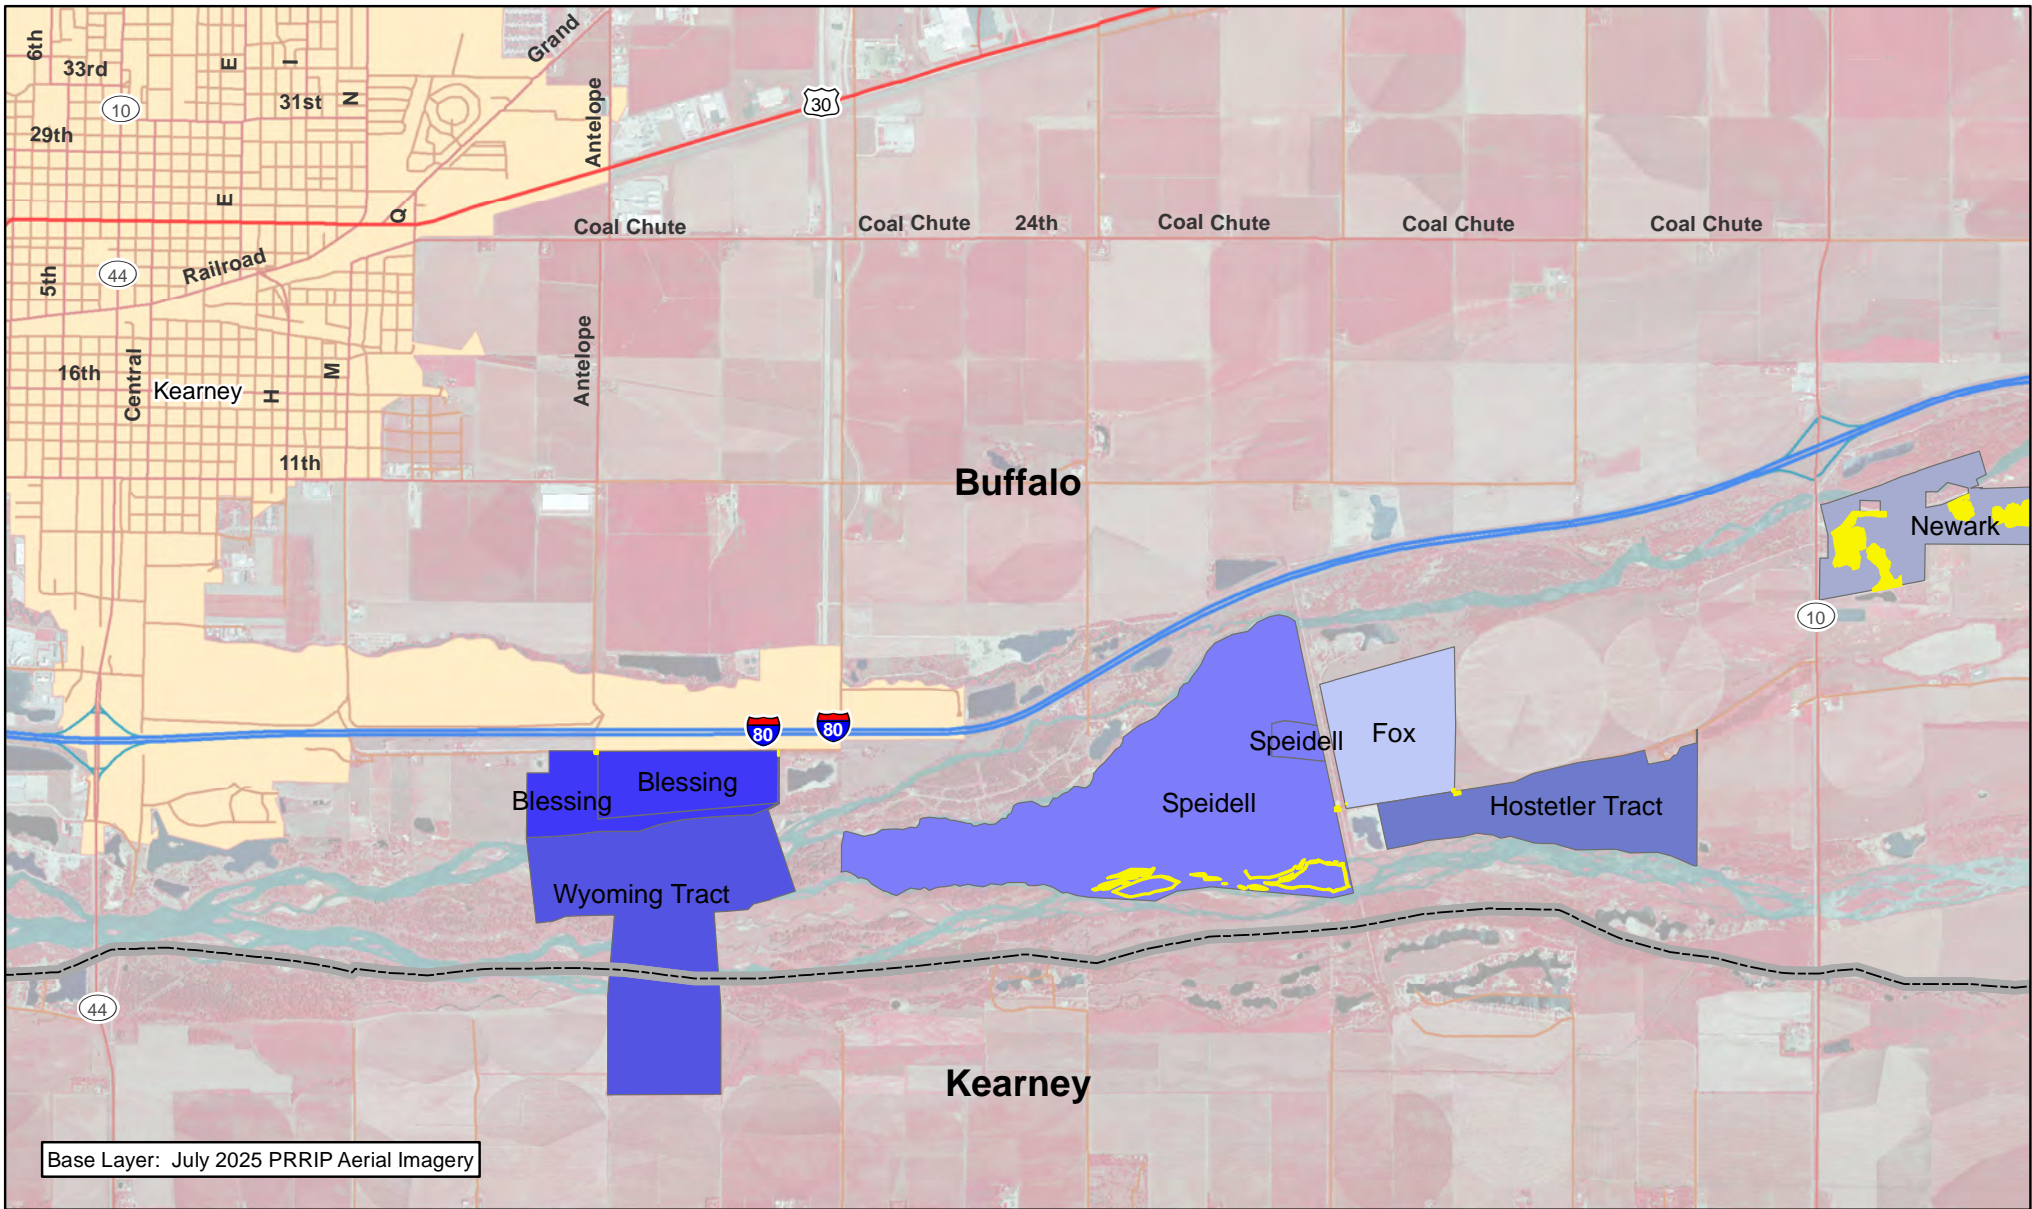 6th
33rd
E
I
N
Grand
10
31st
29th
Antelope
30
E
Q
Coal Chute
Coal Chute
24th
Coal Chute
Coal Chute
Coal Chute
5th
44
Railroad
16th
Central
Kearney
H
M
Antelope
11th
Buffalo
Newark
10
80
80
Blessing
Blessing
Speidell
Fox
Speidell
Hostetler Tract
Wyoming Tract
44
Kearney
Base Layer:  July 2025 PRRIP Aerial Imagery